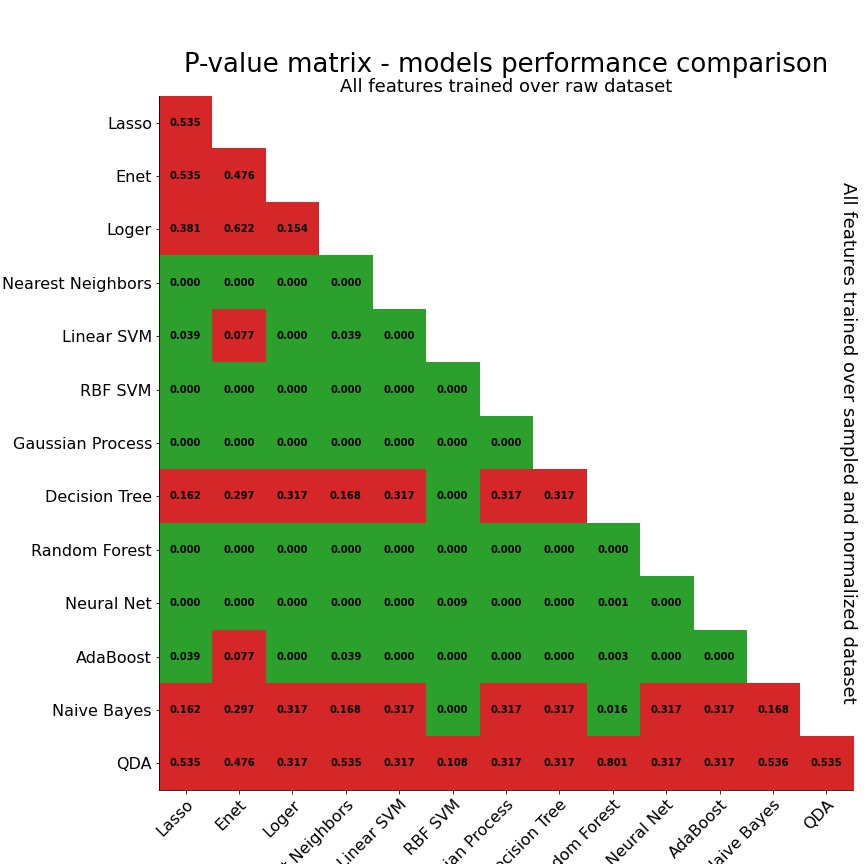 P-value matrix - models performance comparison
All features trained over raw dataset
Lasso 0.535
Enet 0.535 0.476
Loger 0.381 0.622 0.154
Nearest Neighbors 0.000 0.000 0.000 0.000
Linear SVM 0.039 0.077 0.000 0.039 0.000
RBF SVM 0.000 0.000 0.000 0.000 0.000 0.000
Gaussian Process 0.000 0.000 0.000 0.000 0.000 0.000 0.000
Decision Tree 0.162 0.297 0.317 0.168 0.317 0.000 0.317 0.317
Random Forest 0.000 0.000 0.000 0.000 0.000 0.000 0.000 0.000 0.000
Neural Net 0.000 0.000 0.000 0.000 0.000 0.009 0.000 0.000 0.001 0.000
AdaBoost 0.039 0.077 0.000 0.039 0.000 0.000 0.000 0.000 0.003 0.000 0.000
Naive Bayes 0.162 0.297 0.317 0.168 0.317 0.000 0.317 0.317 0.016 0.317 0.317 0.168
QDA 0.535 0.476 0.317 0.535 0.317 0.108 0.317 0.317 0.801 0.317 0.317 0.536 0.535
Lasso
Enet
Loger
t Neighbors
Linear SVM
RBF SVM
ian Process
ecision Tree
dom Forest
Neural Net
AdaBoost
aive Bayes
QDA
All features trained over sampled and normalized dataset